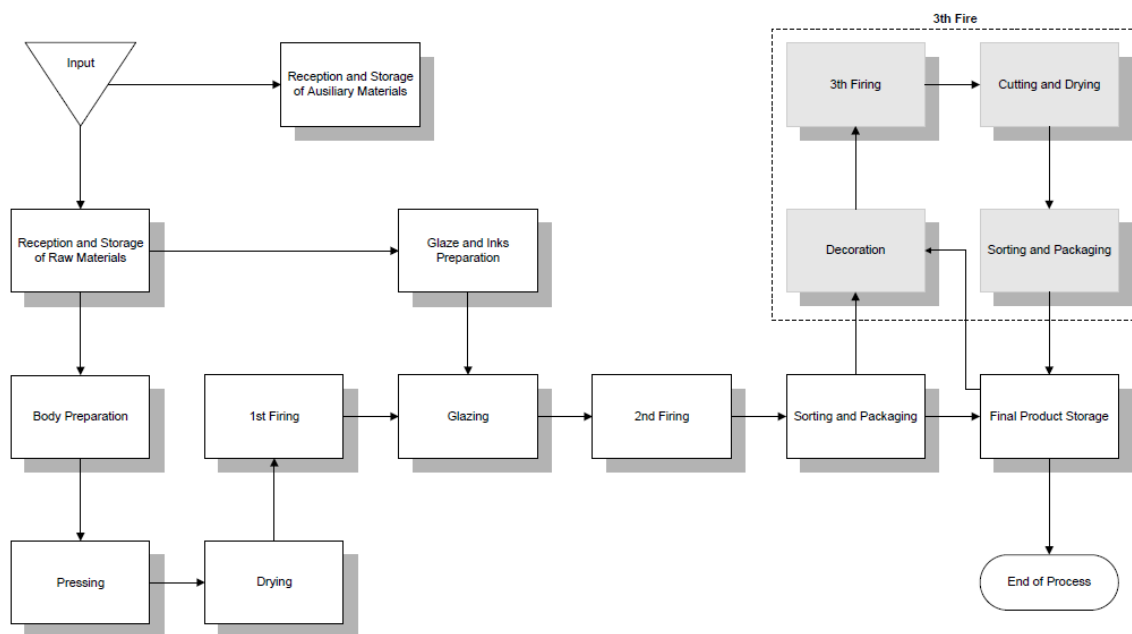 3th Fire
Input
Reception and Storage
of Ausiliary Materials
3th Firing
Cutting and Drying
Reception and Storage
of Raw Materials
Glaze and Inks
Preparation
Decoration
Sorting and Packaging
Body Preparation
1st Firing
Glazing
2nd Firing
Sorting and Packaging
Final Product Storage
Pressing
Drying
End of Process